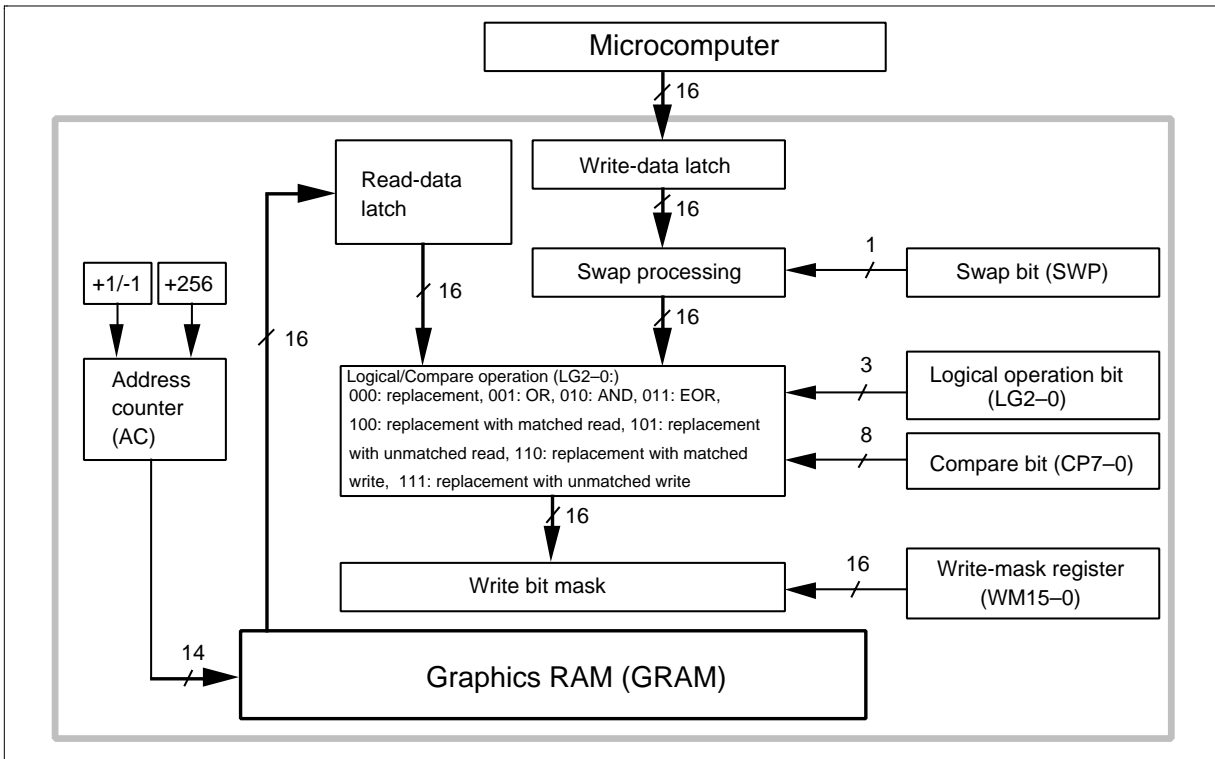 Microcomputer
16
Read-data
latch
Write-data latch
16
Swap processing
1
Swap bit (SWP)
+1/-1
+256
16
16
16
Address
counter
(AC)
Logical/Compare operation (LG2–0:)
000: replacement, 001: OR, 010: AND, 011: EOR,
100: replacement with matched read, 101: replacement
with unmatched read, 110: replacement with matched
write, 111: replacement with unmatched write
3
Logical operation bit
(LG2–0)
8
Compare bit (CP7–0)
16
Write bit mask
16
Write-mask register
(WM15–0)
14
Graphics RAM (GRAM)